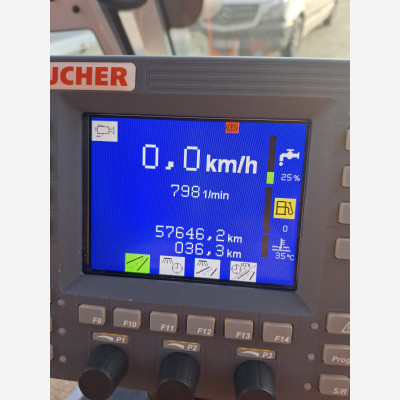 UCHER
0,0 km/h
25%
798 1/min
0
57646,2 km
036,3 km
35°C
F9 F10 F11 F12 F13 F14
P1 P2 P3
Prog
S/R